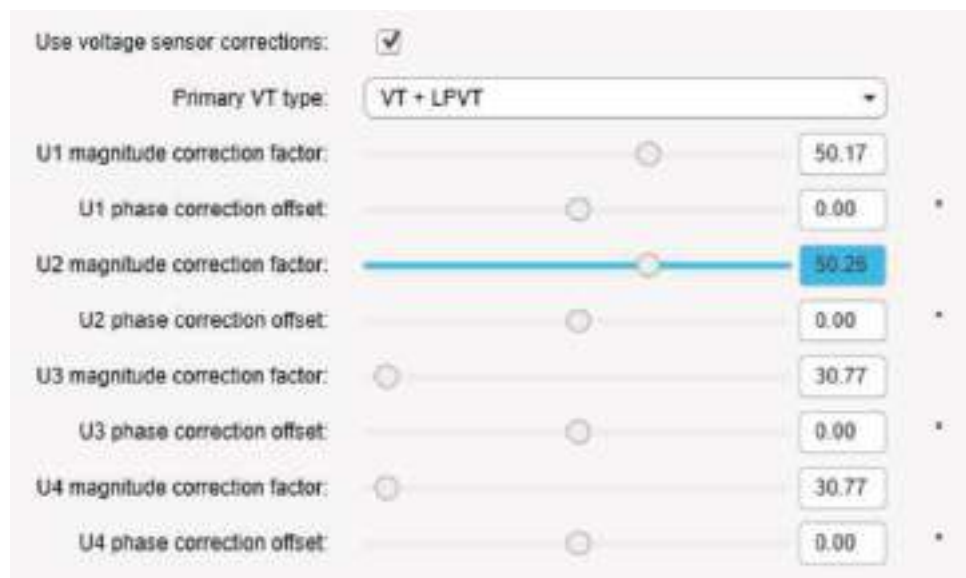 Use voltage sensor corrections:
Primary VT type: VT + LPVT
U1 magnitude correction factor: 50.17
U1 phase correction offset: 0.00 °
U2 magnitude correction factor: 50.26
U2 phase correction offset: 0.00 °
U3 magnitude correction factor: 30.77
U3 phase correction offset: 0.00 °
U4 magnitude correction factor: 30.77
U4 phase correction offset: 0.00 °